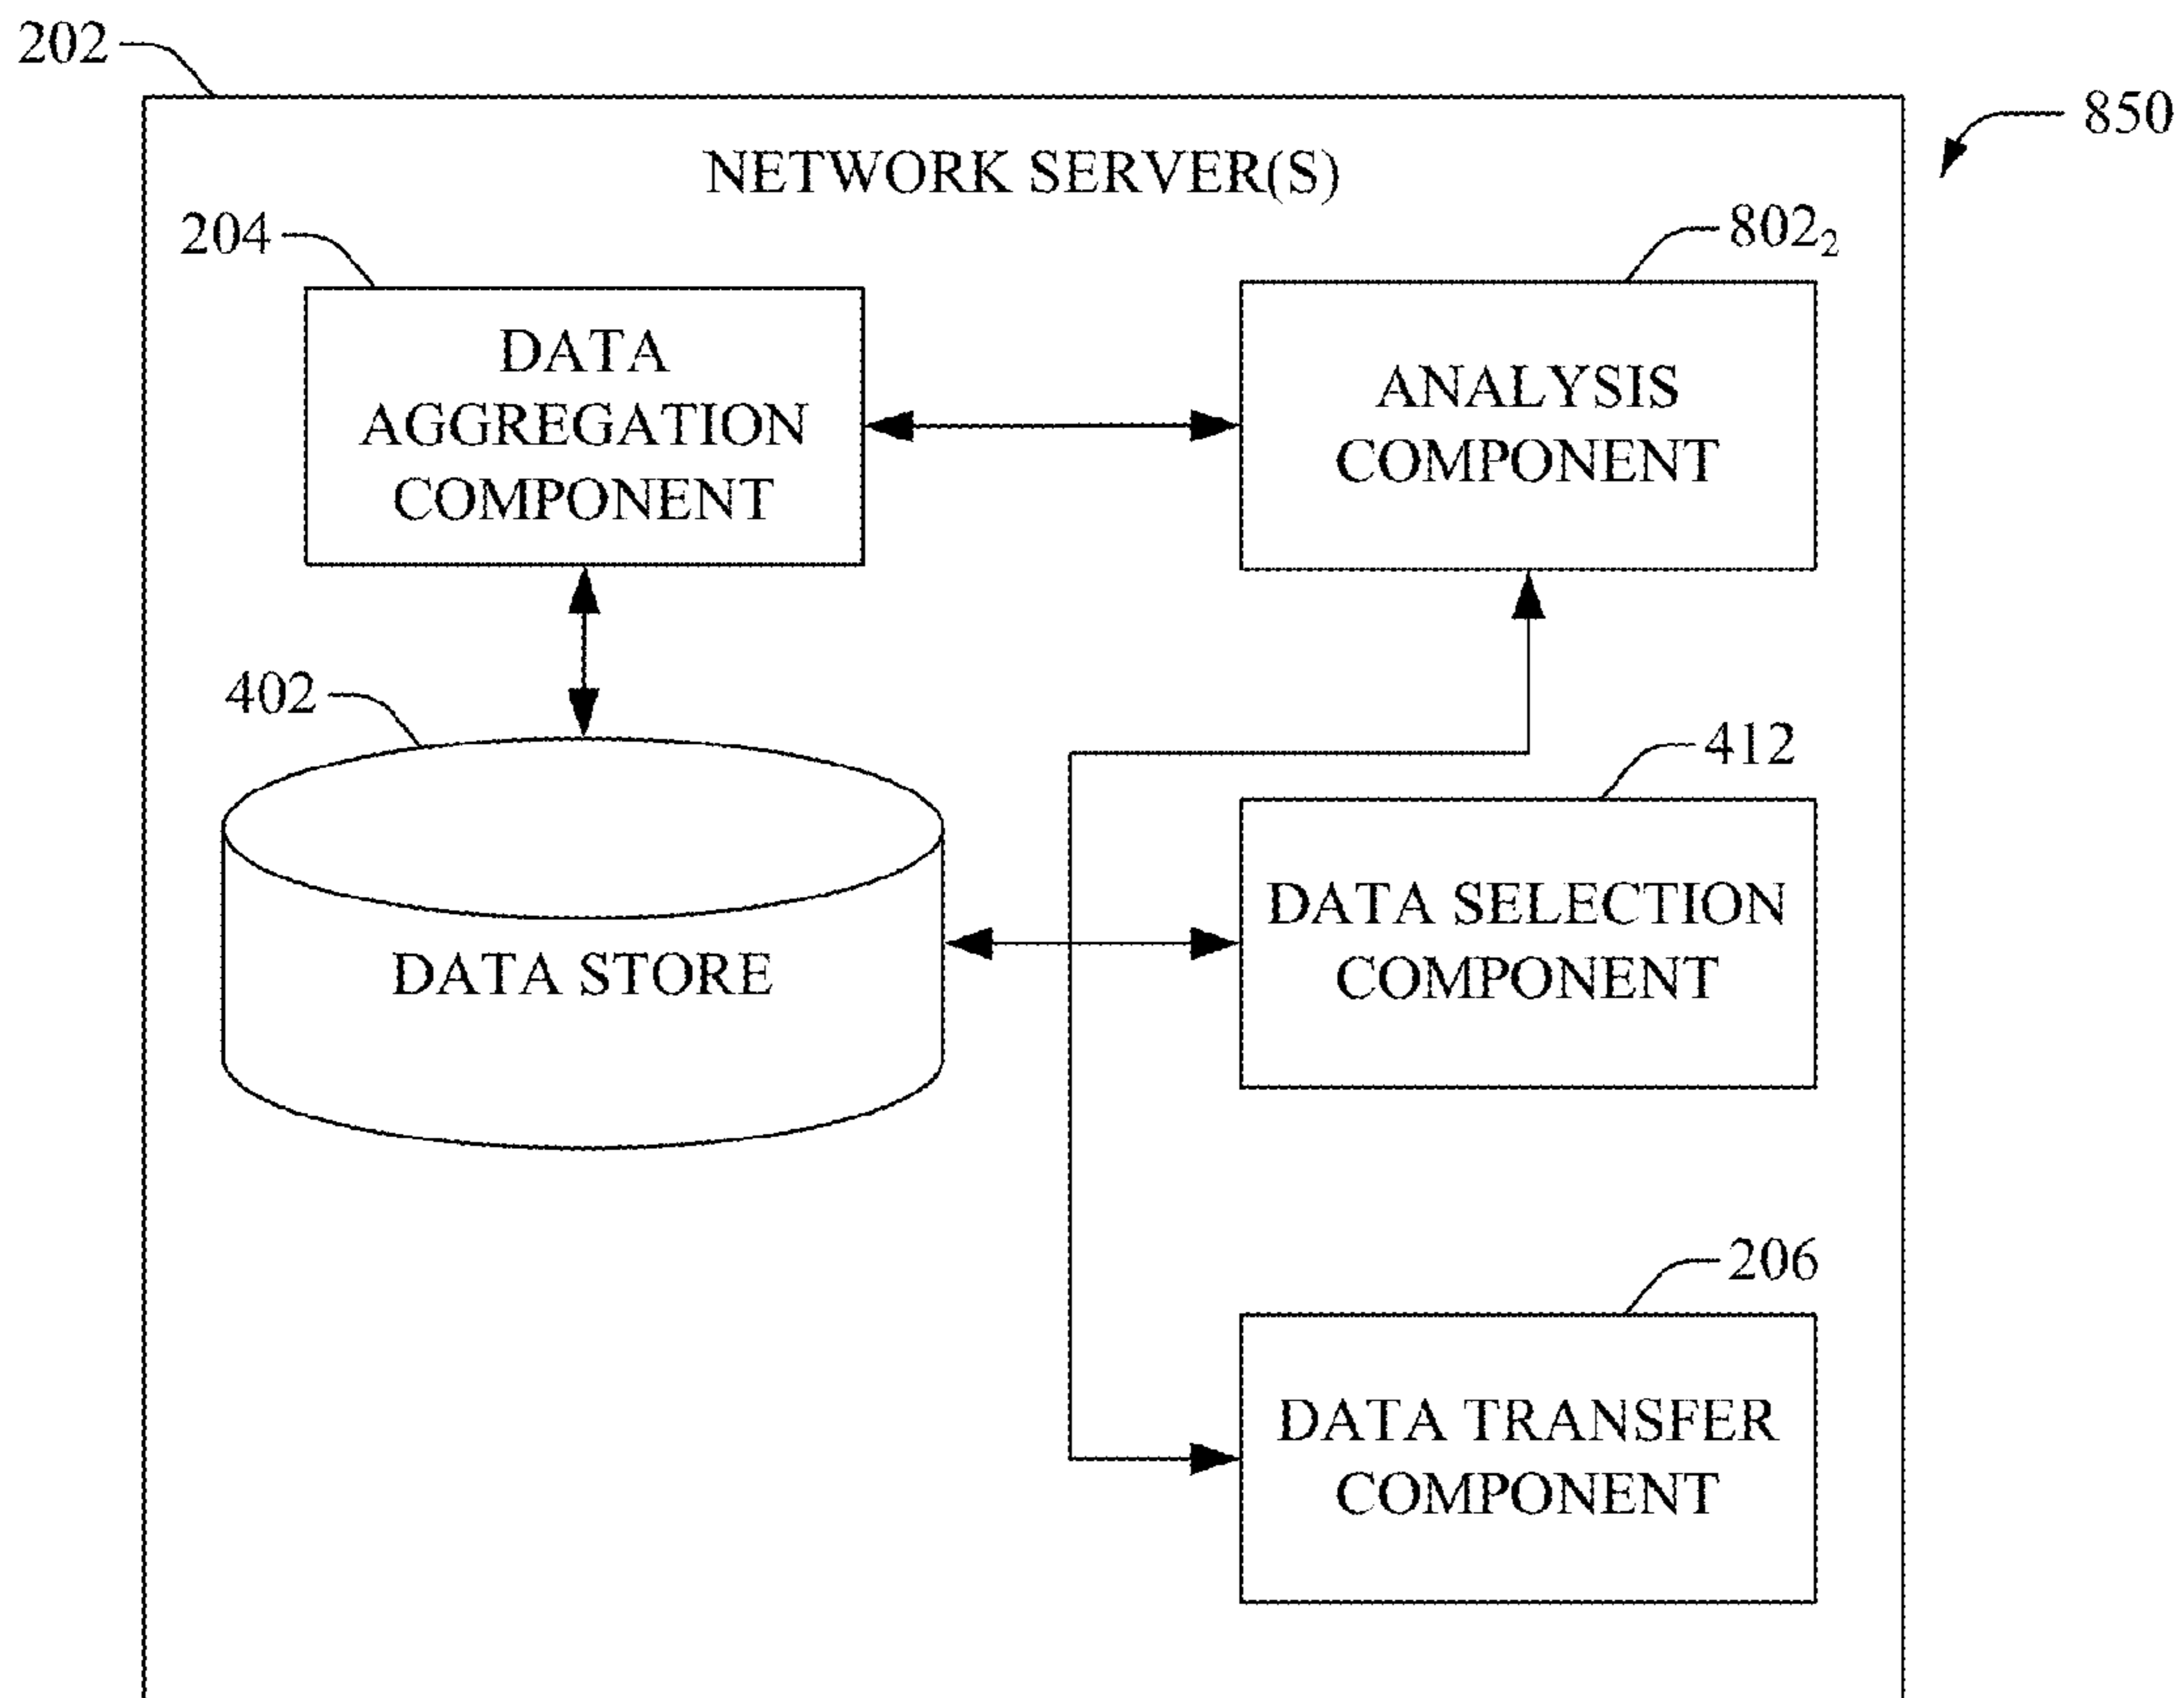 202
850
NETWORK SERVER(S)
204
802₂
DATA
AGGREGATION
COMPONENT
ANALYSIS
COMPONENT
402
412
DATA STORE
DATA SELECTION
COMPONENT
206
DATA TRANSFER
COMPONENT